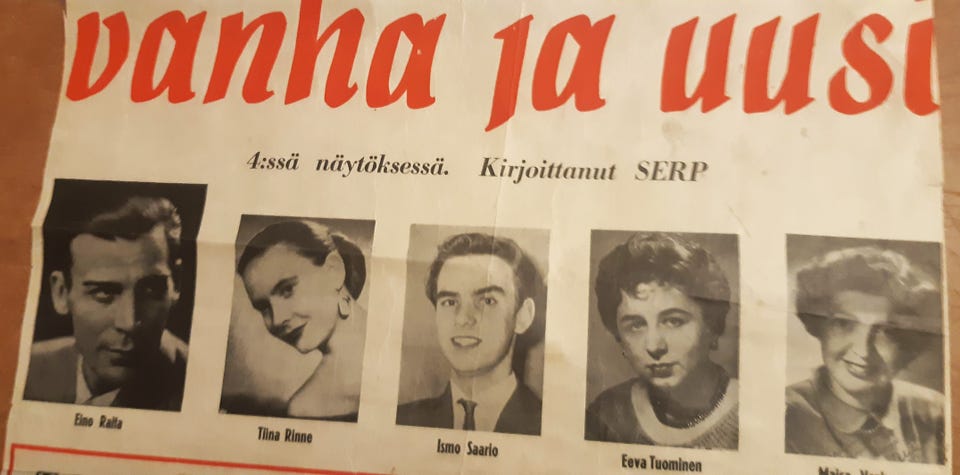 vanha ja uusi
4:ssä näytöksessä. Kirjoittanut SERP
Eino Raita
Tiina Rinne
Ismo Saario
Eeva Tuominen